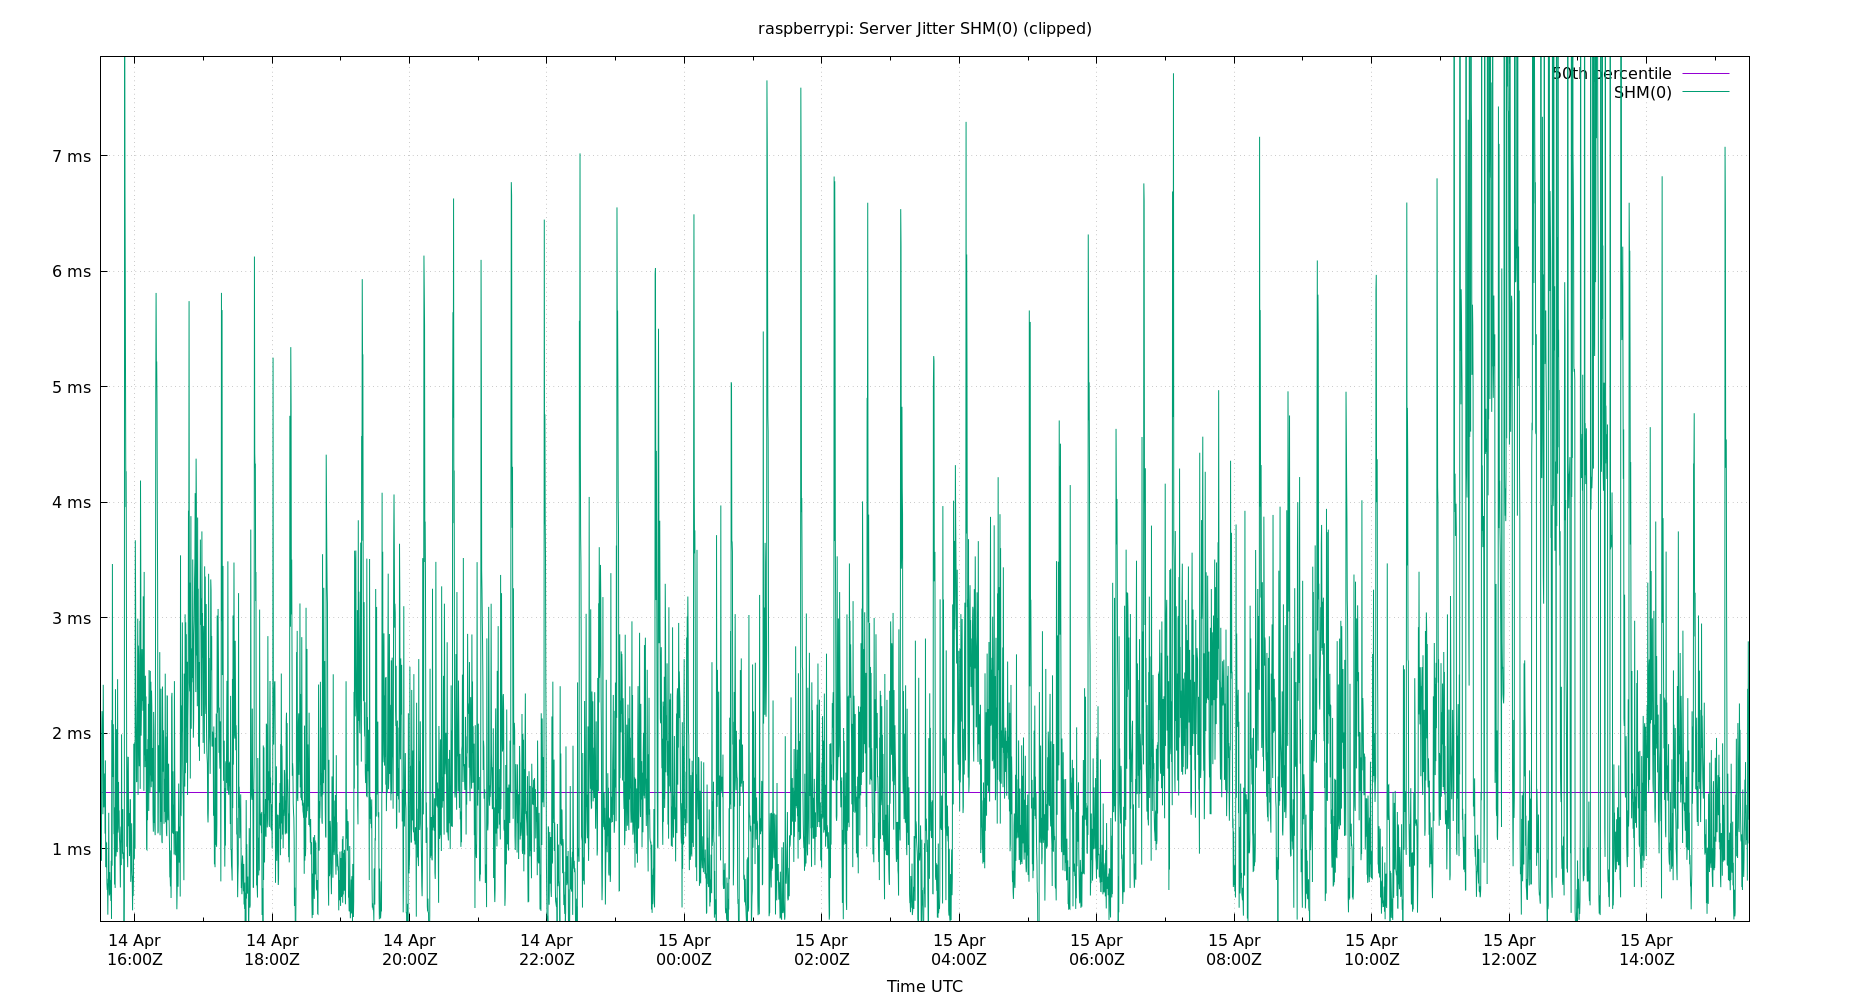 raspberrypi: Server Jitter SHM(0) (clipped)
50th percentile
SHM(0)
7 ms
6 ms
5 ms
4 ms
3 ms
2 ms
1 ms
14 Apr 14 Apr 14 Apr 14 Apr 15 Apr 15 Apr 15 Apr 15 Apr 15 Apr 15 Apr 15 Apr 15 Apr
16:00Z 18:00Z 20:00Z 22:00Z 00:00Z 02:00Z 04:00Z 06:00Z 08:00Z 10:00Z 12:00Z 14:00Z
Time UTC